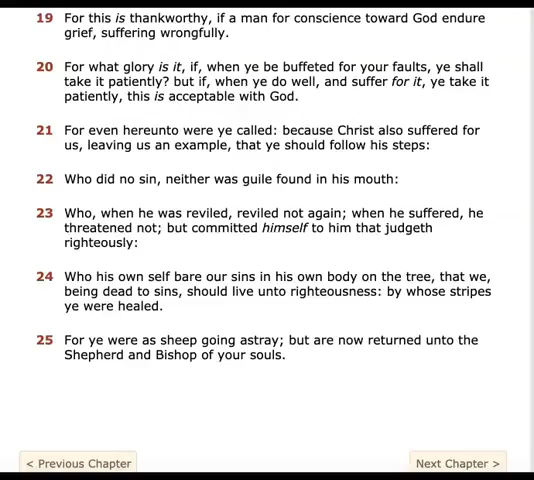 19 For this is thankworthy, if a man for conscience toward God endure
grief, suffering wrongfully.
20 For what glory is it, if, when ye be buffeted for your faults, ye shall
take it patiently? but if, when ye do well, and suffer for it, ye take it
patiently, this is acceptable with God.
21 For even hereunto were ye called: because Christ also suffered for
us, leaving us an example, that ye should follow his steps:
22 Who did no sin, neither was guile found in his mouth:
23 Who, when he was reviled, reviled not again; when he suffered, he
threatened not; but committed himself to him that judgeth
righteously:
24 Who his own self bare our sins in his own body on the tree, that we,
being dead to sins, should live unto righteousness: by whose stripes
ye were healed.
25 For ye were as sheep going astray; but are now returned unto the
Shepherd and Bishop of your souls.
< Previous Chapter
Next Chapter >